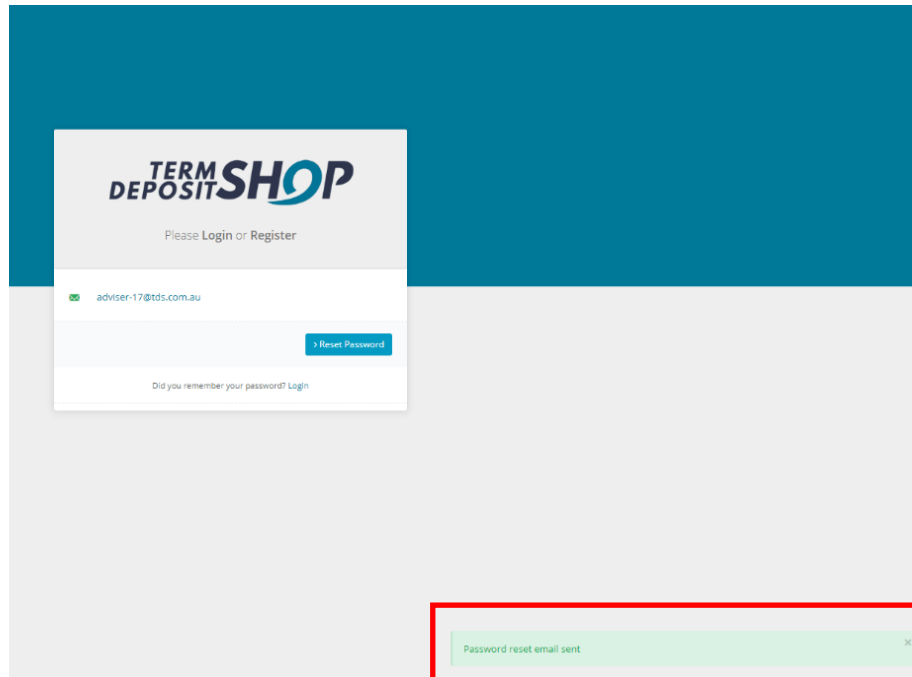 TERM
DEPOSIT SHOP
Please Login or Register
adviser-17@tds.com.au
> Reset Password
Did you remember your password? Login
Password reset email sent ×